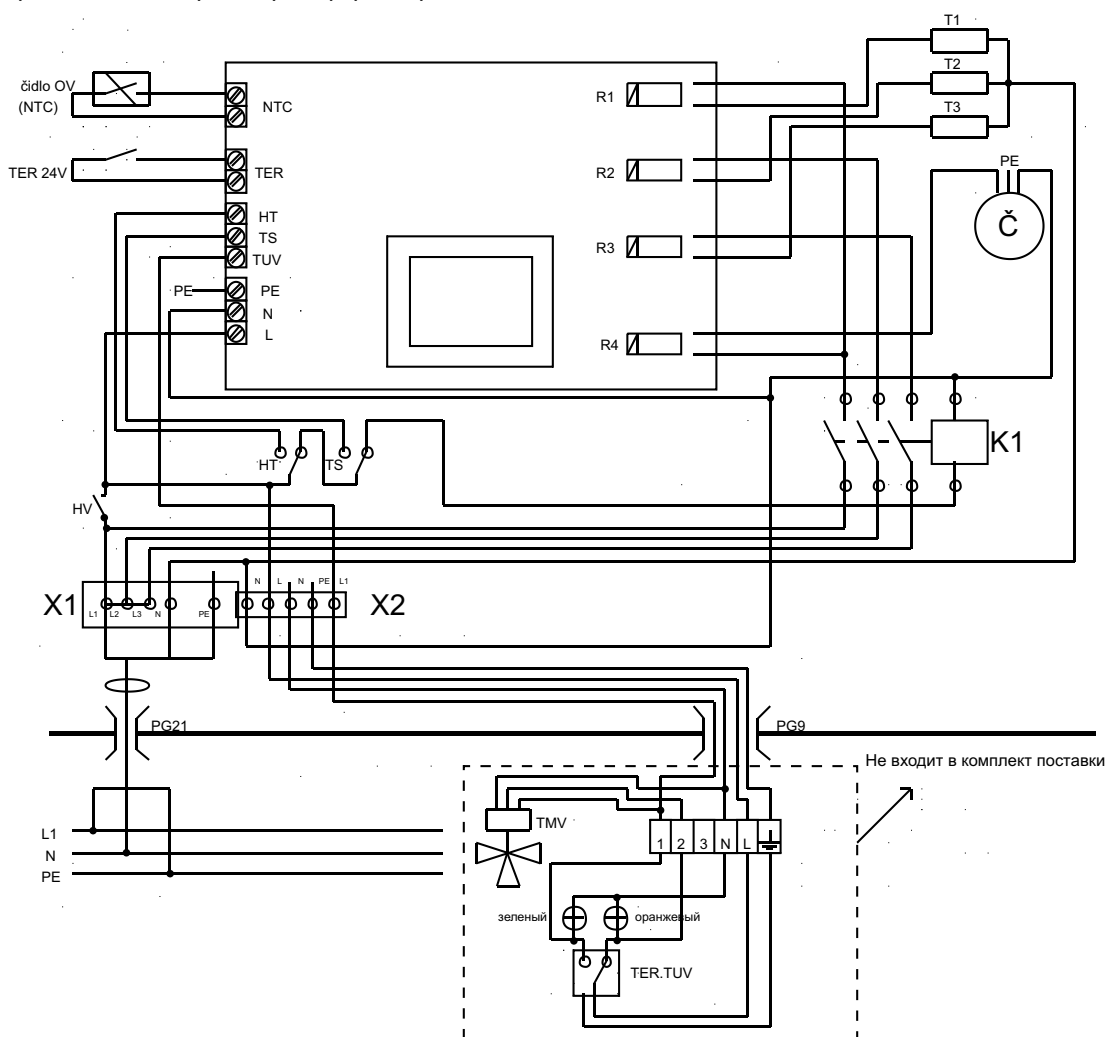 čidlo OV
(NTC)
TER 24V
NTC
TER
HT
TS
TUV
PE
PE
N
L
R1
R2
R3
R4
T1
T2
T3
PE
Č
K1
HT
TS
HV
X1
L1
L2
L3
N
PE
N
L
N
PE
L1
X2
PG21
PG9
Не входит в комплект поставки
L1
N
PE
TMV
1
2
3
N
L
зеленый
оранжевый
TER.TUV